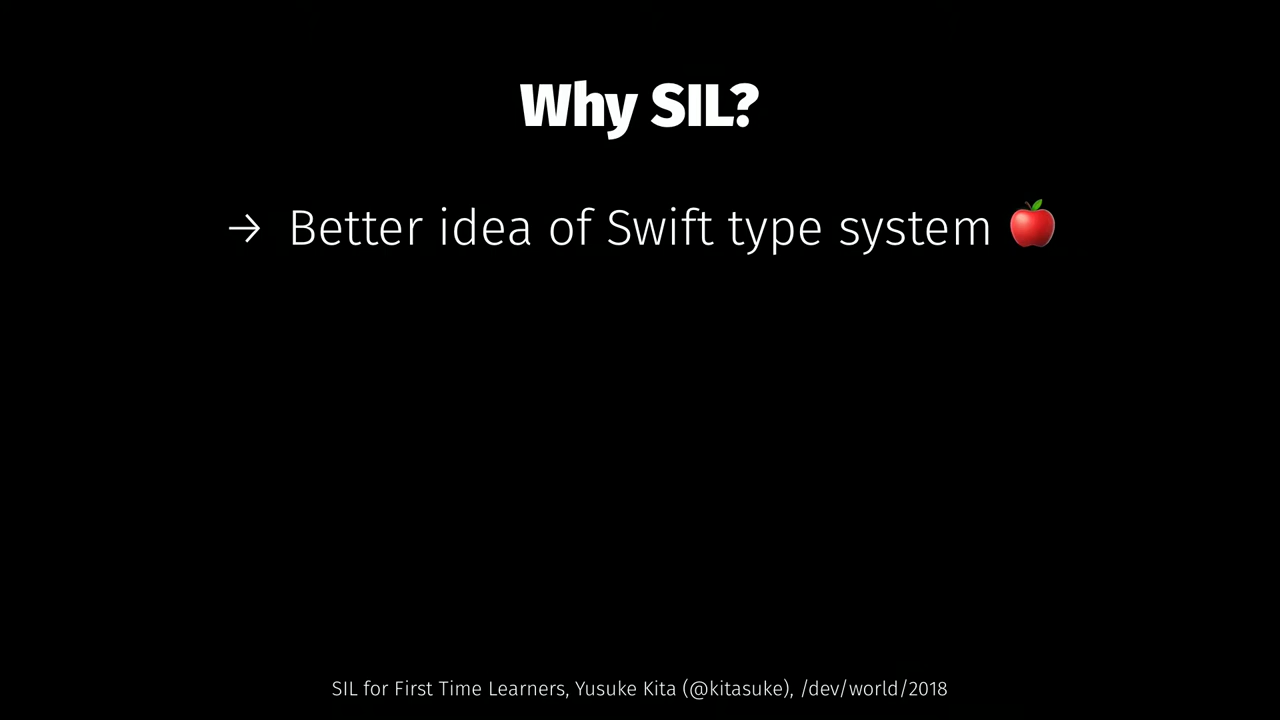 Why SIL?
→ Better idea of Swift type system 🍎
SIL for First Time Learners, Yusuke Kita (@kitasuke), /dev/world/2018